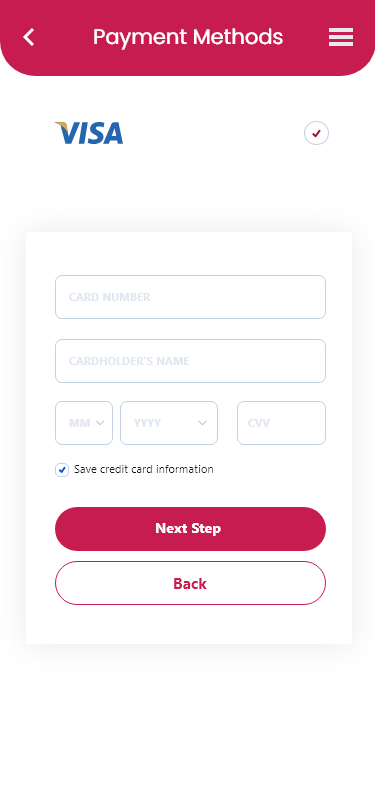 Payment Methods
VISA
CARD NUMBER
CARDHOLDER'S NAME
MM YYYY CVV
Save credit card information
Next Step
Back